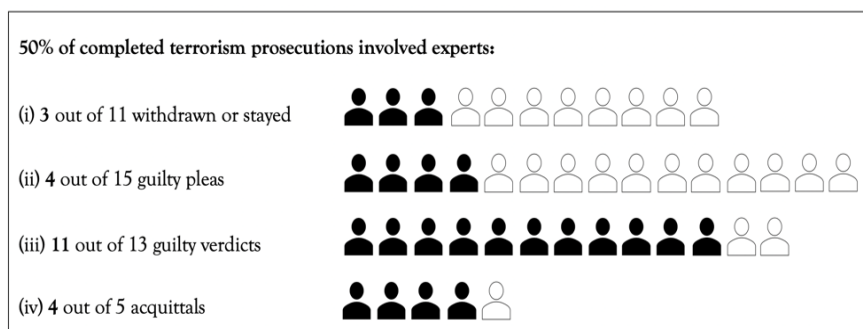 50% of completed terrorism prosecutions involved experts:
(i) 3 out of 11 withdrawn or stayed
(ii) 4 out of 15 guilty pleas
(iii) 11 out of 13 guilty verdicts
(iv) 4 out of 5 acquittals